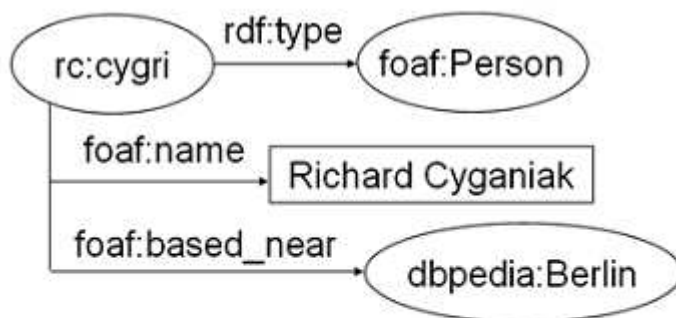 rdf:type
rc:cygri
foaf:Person
foaf:name
Richard Cyganiak
foaf:based_near
dbpedia:Berlin